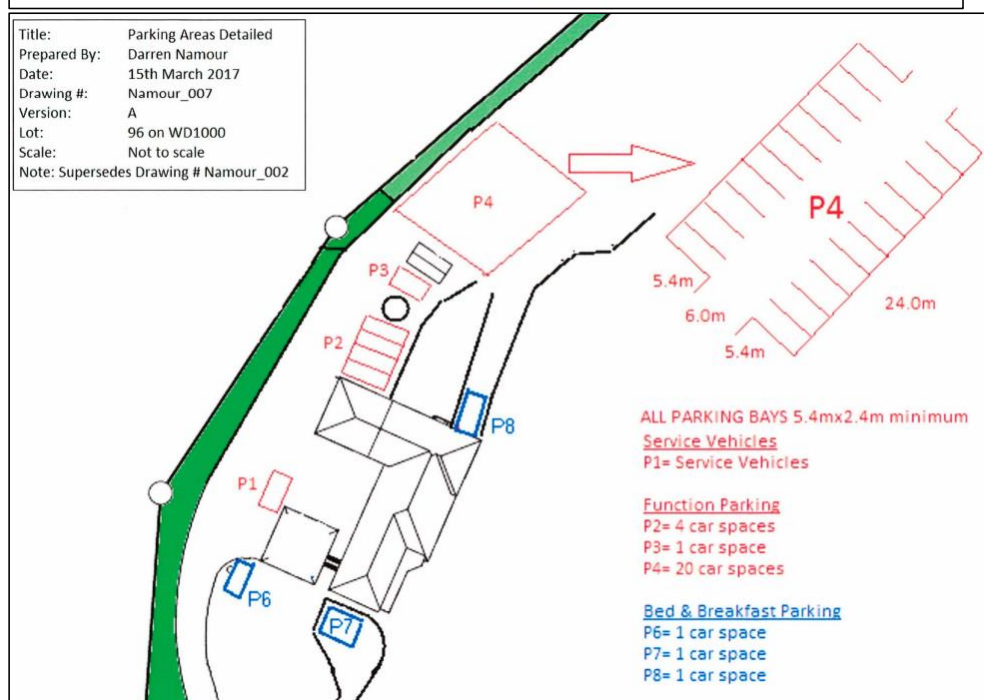 Title: Parking Areas Detailed
Prepared By: Darren Namour
Date: 15th March 2017
Drawing #: Namour_007
Version: A
Lot: 96 on WD1000
Scale: Not to scale
Note: Supersedes Drawing # Namour_002
P4
P4
P3
5.4m
6.0m
24.0m
P2
5.4m
P8
ALL PARKING BAYS 5.4mx2.4m minimum
Service Vehicles
P1= Service Vehicles
P1
Function Parking
P2= 4 car spaces
P3= 1 car space
P4= 20 car spaces
P6
P7
Bed & Breakfast Parking
P6= 1 car space
P7= 1 car space
P8= 1 car space